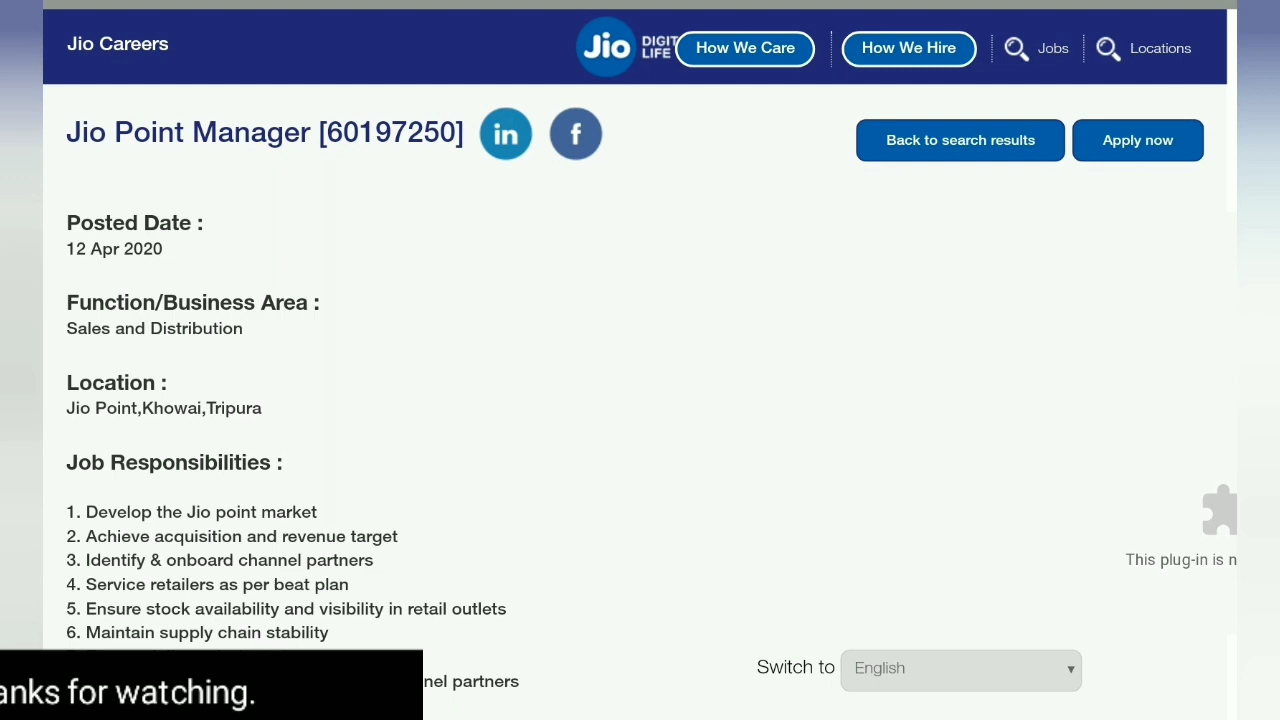 Jio Careers
Jio
DIGIT
LIFE
How We Care
How We Hire
Jobs
Locations
Jio Point Manager [60197250]
in
f
Back to search results
Apply now
Posted Date :
12 Apr 2020
Function/Business Area :
Sales and Distribution
Location :
Jio Point,Khowai,Tripura
Job Responsibilities :
1. Develop the Jio point market
2. Achieve acquisition and revenue target
3. Identify & onboard channel partners
4. Service retailers as per beat plan
5. Ensure stock availability and visibility in retail outlets
6. Maintain supply chain stability
nel partners
This plug-in is n
Switch to
English
anks for watching.